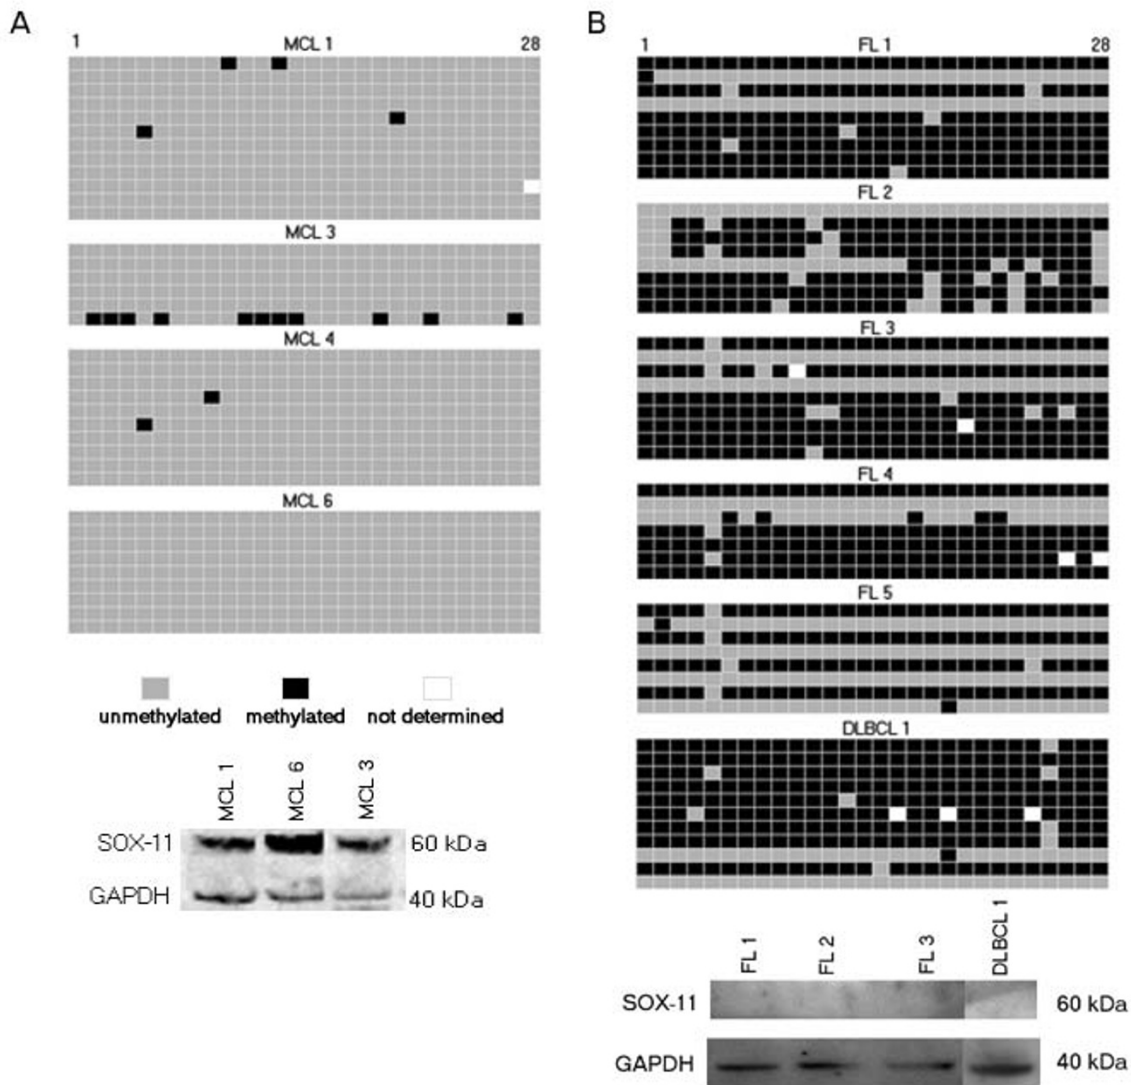 A
1 MCL 1 28
MCL 3
MCL 4
MCL 6
unmethylated methylated not determined
MCL 1 MCL 6 MCL 3
SOX-11 60 kDa
GAPDH 40 kDa
B
1 FL 1 28
FL 2
FL 3
FL 4
FL 5
DLBCL 1
FL 1 FL 2 FL 3 DLBCL 1
SOX-11 60 kDa
GAPDH 40 kDa